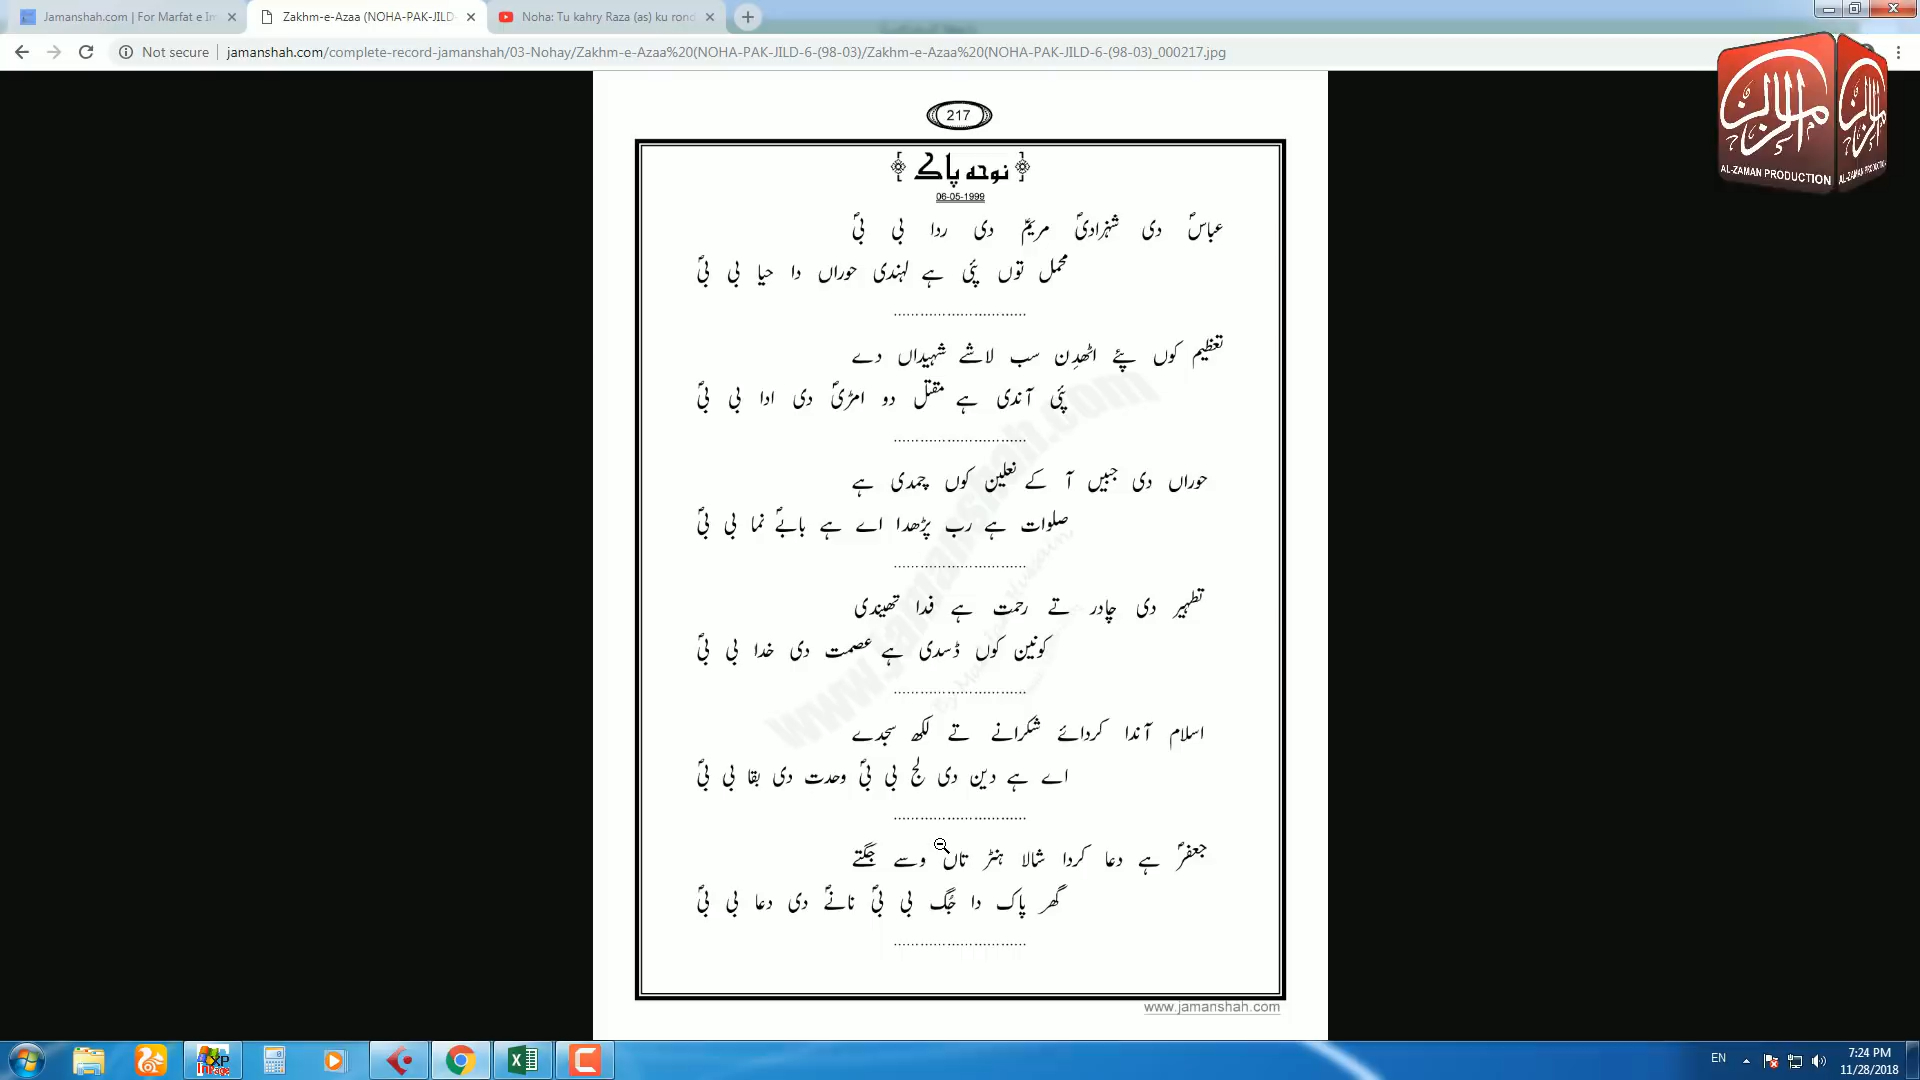 Jamanshah.com | For Marfat e Im
Zakhm-e-Azaa (NOHA-PAK-JILD-
Noha: Tu kahry Raza (as) ku rond
Not secure
jamanshah.com/complete-record-jamanshah/03-Nohay/Zakhm-e-Azaa%20(NOHA-PAK-JILD-6-(98-03)/Zakhm-e-Azaa%20(NOHA-PAK-JILD-6-(98-03)_000217.jpg
AL-ZAMAN PRODUCTION
AL-ZAMAN PRODUCTION
217
نوحہ پاک
06-05-1999
عباسؑ دی شہزادیؑ مریمؑ دی ردا بی بیؑ
محمل توں پئی ہے لہندی حوراں دا حیا بی بیؑ
تعظیم کوں پئے اٹھدِن سب لاشے شہیداں دے
پئی آندی ہے مقتل دو امڑیؑ دی ادا بی بیؑ
حوراں دی جبیں آ کے نعلین کوں چمدی ہے
صلوات ہے رب پڑھدا اے ہے بابےؑ نما بی بیؑ
تطہیر دی چادر تے رحمت ہے فدا تھیندی
کونین کوں ڈسدی ہے عصمت دی خدا بی بیؑ
اسلام آندا کردائے شکرانے تے لکھ سجدے
اے ہے دین دی لج بی بیؑ وحدت دی بقا بی بیؑ
جعفرؑ ہے دعا کردا شالا ہنڑ تاں وسے جگتے
گھر پاک دا جُگ بی بیؑ نانےؑ دی دعا بی بیؑ
www.jamanshah.com
www.jamanshah.com
EN
7:24 PM
11/28/2018